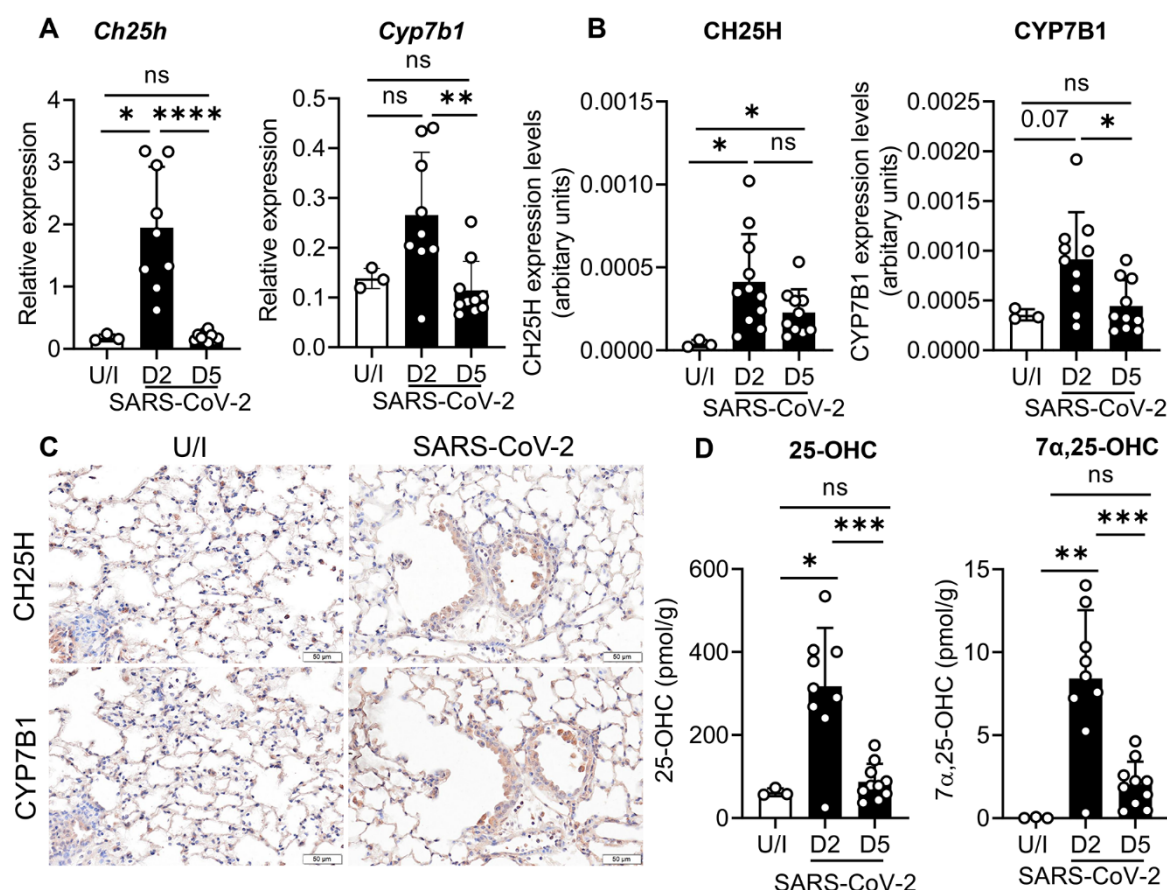 A
Ch25h
ns
*
****
Relative expression
4
3
2
1
0
U/I
D2
D5
SARS-CoV-2
Cyp7b1
ns
ns
**
Relative expression
0.5
0.4
0.3
0.2
0.1
0.0
U/I
D2
D5
SARS-CoV-2
B
CH25H
*
*
ns
CH25H expression levels
(arbitary units)
0.0015
0.0010
0.0005
0.0000
U/I
D2
D5
SARS-CoV-2
CYP7B1
ns
0.07
*
CYP7B1 expression levels
(arbitary units)
0.0025
0.0020
0.0015
0.0010
0.0005
0.0000
U/I
D2
D5
SARS-CoV-2
C
U/I
SARS-CoV-2
CH25H
50 µm
50 µm
CYP7B1
50 µm
50 µm
D
25-OHC
ns
***
*
25-OHC (pmol/g)
600
400
200
0
U/I
D2
D5
SARS-CoV-2
7α,25-OHC
ns
***
**
7α,25-OHC (pmol/g)
15
10
5
0
U/I
D2
D5
SARS-CoV-2